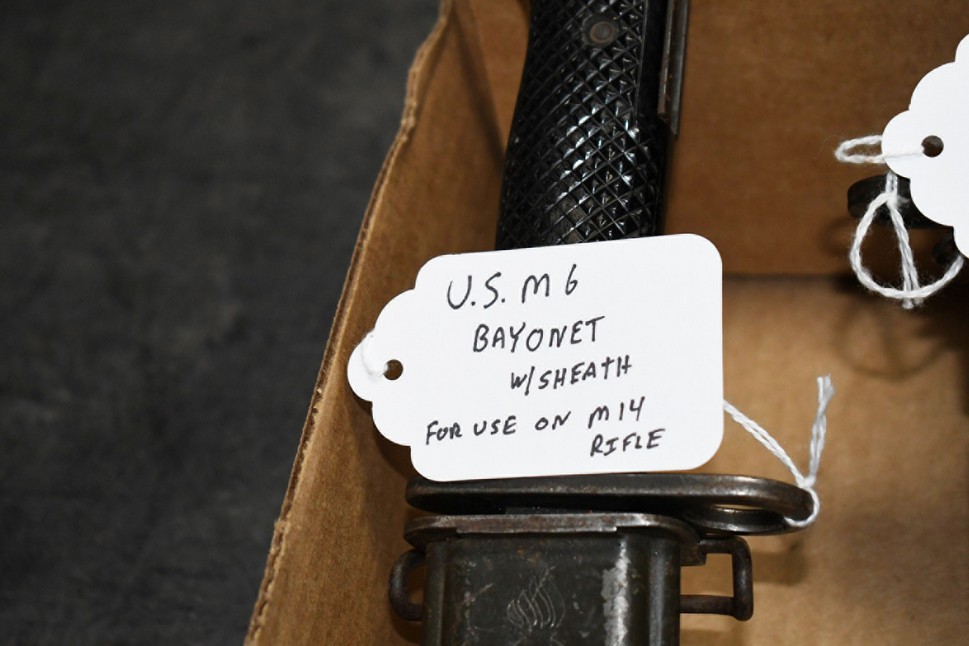 U.S. M6
BAYONET
W/SHEATH
FOR USE ON M14
RIFLE